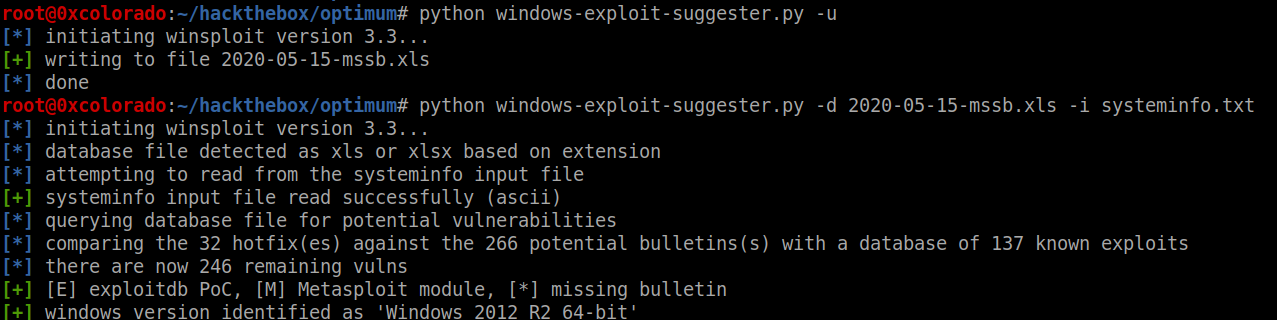 root@0xcolorado:~/hackthebox/optimum# python windows-exploit-suggester.py -u
[*] initiating winsploit version 3.3...
[+] writing to file 2020-05-15-mssb.xls
[*] done
root@0xcolorado:~/hackthebox/optimum# python windows-exploit-suggester.py -d 2020-05-15-mssb.xls -i systeminfo.txt
[*] initiating winsploit version 3.3...
[*] database file detected as xls or xlsx based on extension
[*] attempting to read from the systeminfo input file
[+] systeminfo input file read successfully (ascii)
[*] querying database file for potential vulnerabilities
[*] comparing the 32 hotfix(es) against the 266 potential bulletins(s) with a database of 137 known exploits
[*] there are now 246 remaining vulns
[+] [E] exploitdb PoC, [M] Metasploit module, [*] missing bulletin
[+] windows version identified as 'Windows 2012 R2 64-bit'